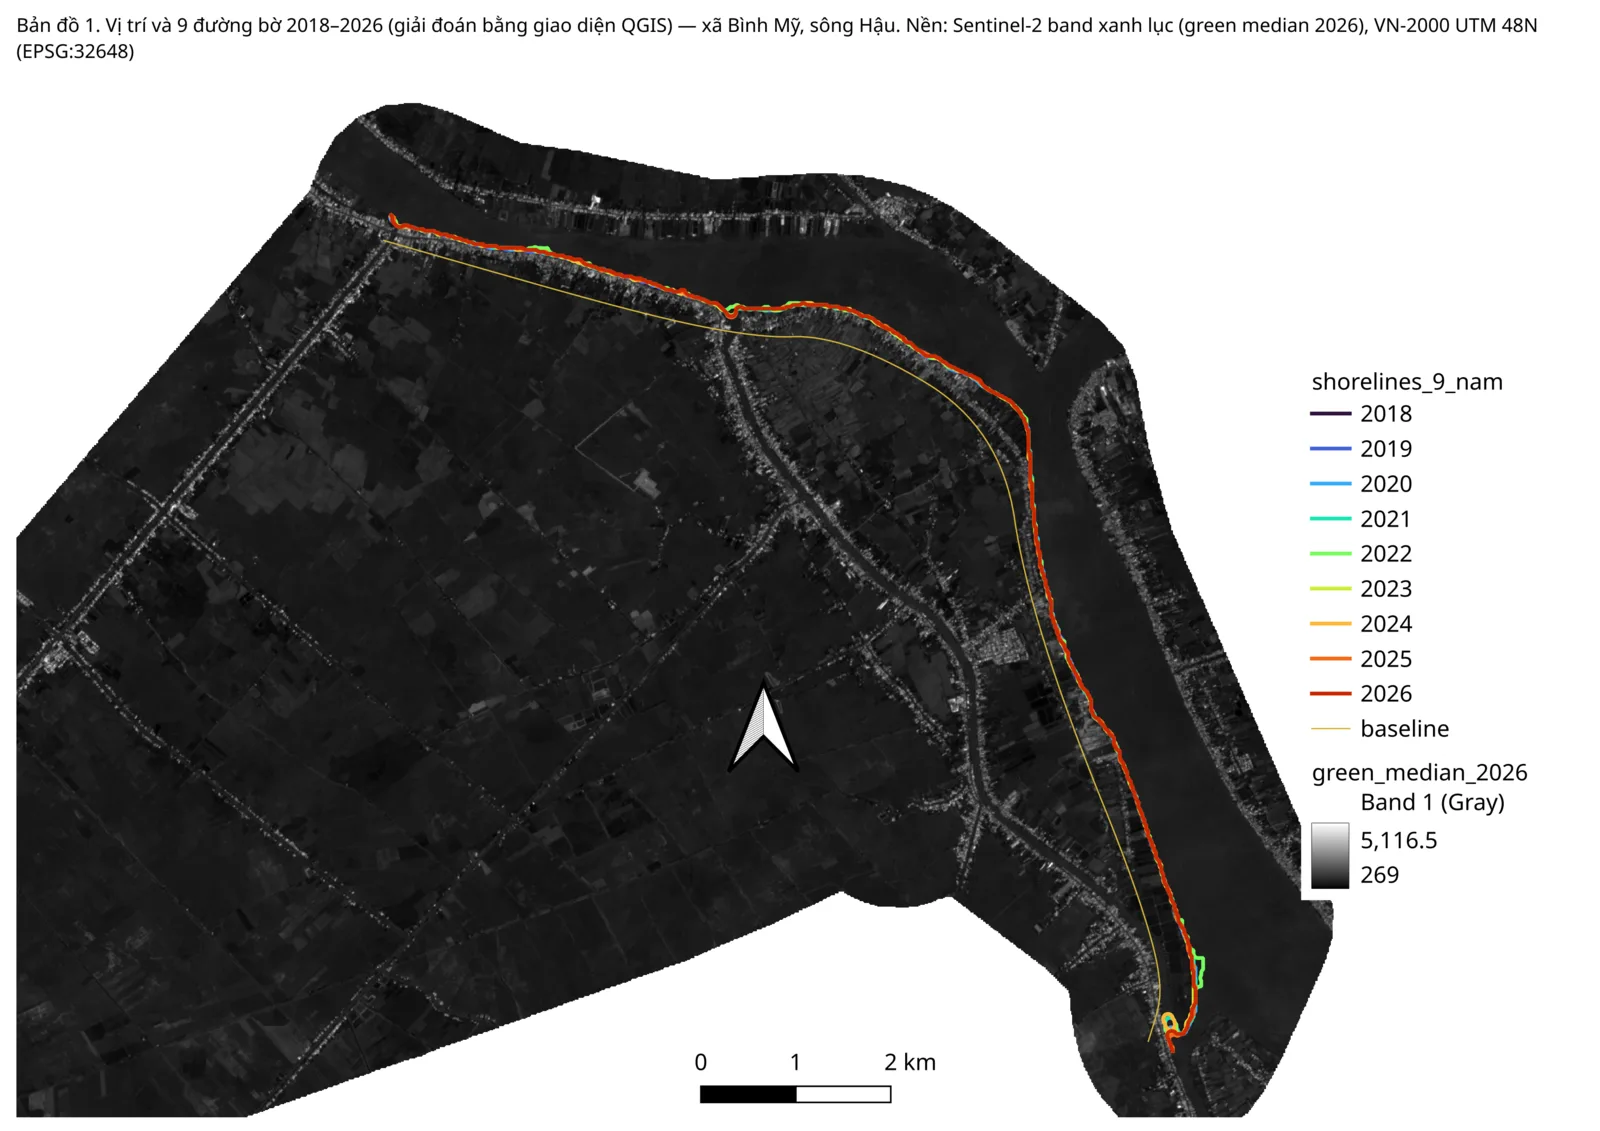 Bản đồ 1. Vị trí và 9 đường bờ 2018–2026 (giải đoán bằng giao diện QGIS) — xã Bình Mỹ, sông Hậu. Nền: Sentinel-2 band xanh lục (green median 2026), VN-2000 UTM 48N
(EPSG:32648)
shorelines_9_nam
2018
2019
2020
2021
2022
2023
2024
2025
2026
baseline
green_median_2026
Band 1 (Gray)
5,116.5
269
0 1 2 km